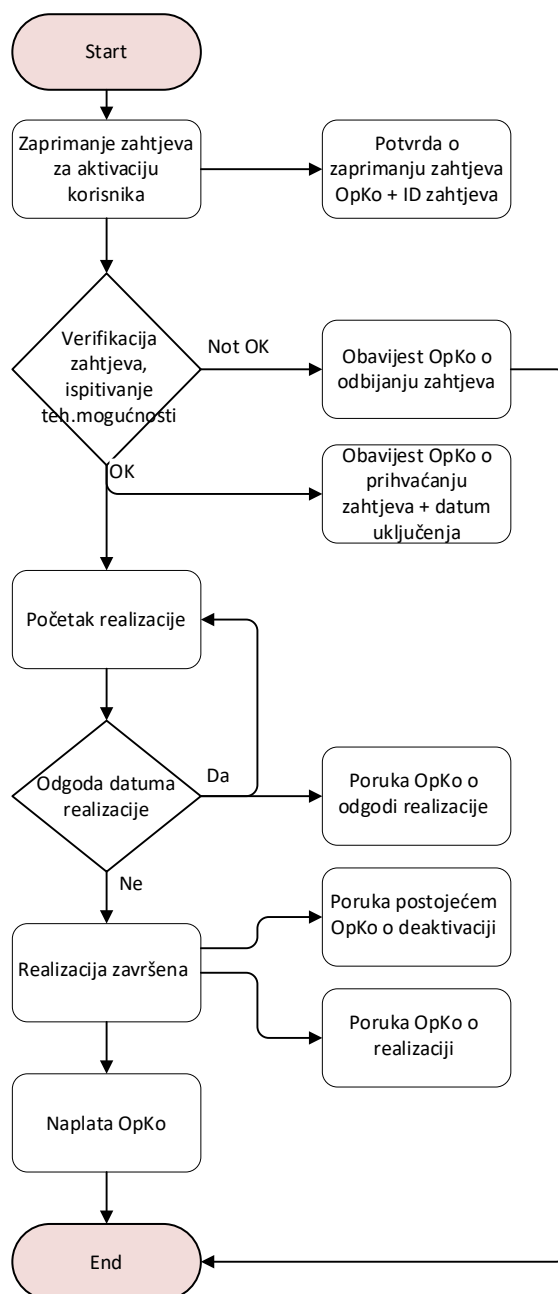 Start
Zaprimanje zahtjeva
za aktivaciju
korisnika
Potvrda o
zaprimanju zahtjeva
OpKo + ID zahtjeva
Verifikacija
zahtjeva,
ispitivanje
teh.mogućnosti
Not OK
Obavijest OpKo o
odbijanju zahtjeva
OK
Obavijest OpKo o
prihvaćanju
zahtjeva + datum
uključenja
Početak realizacije
Odgoda datuma
realizacije
Da
Poruka OpKo o
odgodi realizacije
Ne
Poruka postojećem
OpKo o deaktivaciji
Realizacija završena
Poruka OpKo o
realizaciji
Naplata OpKo
End